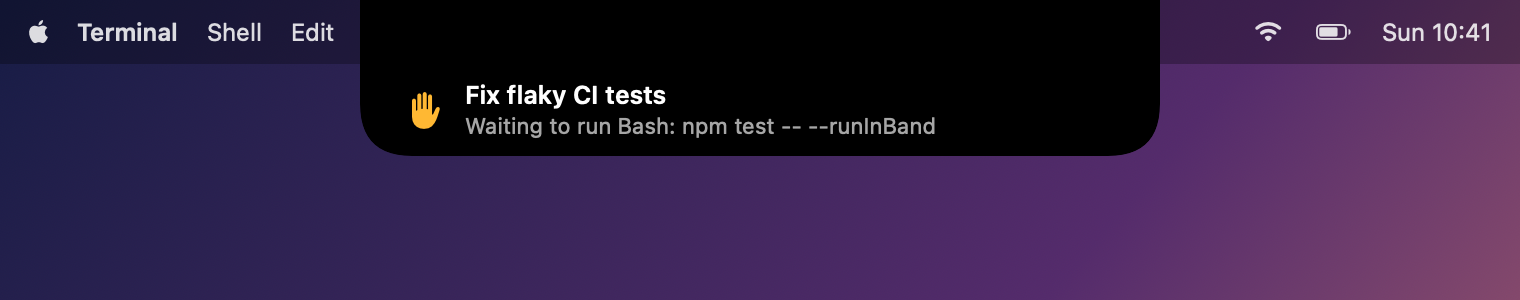 Terminal Shell Edit
Sun 10:41
Fix flaky CI tests
Waiting to run Bash: npm test -- --runInBand